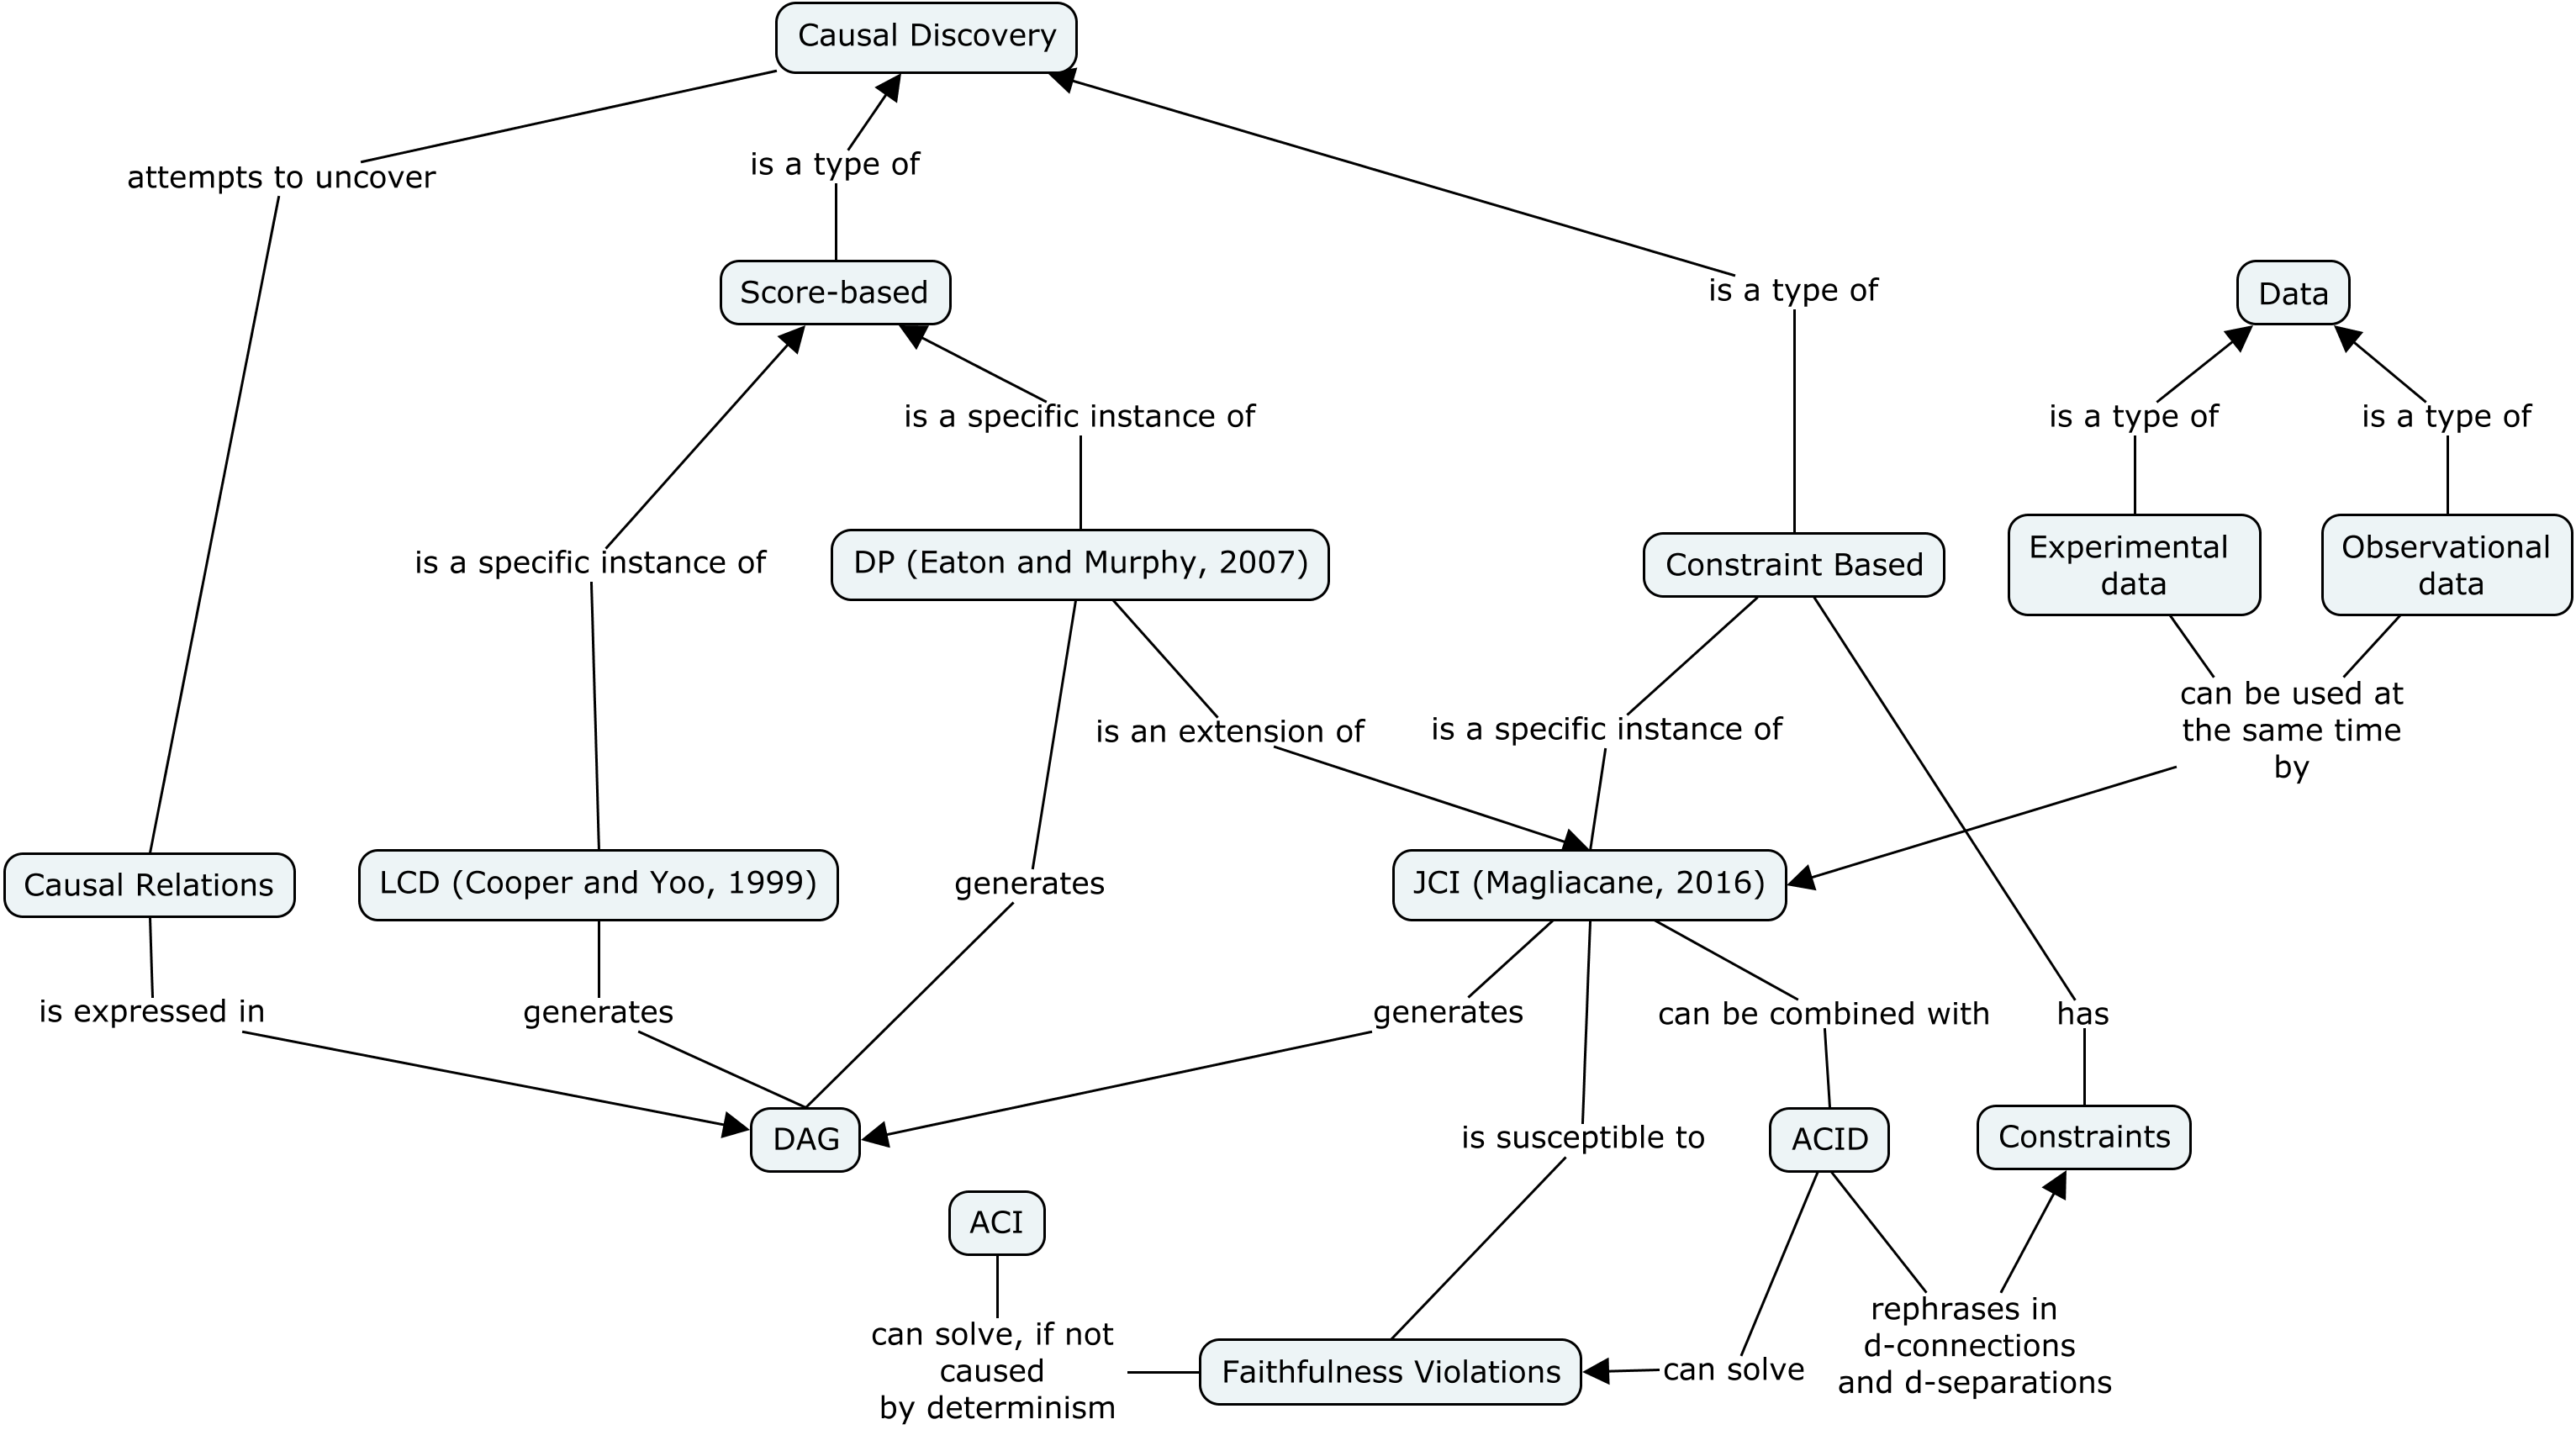 Causal Discovery
attempts to uncover
is a type of
Score-based
is a type of
Data
is a specific instance of
is a type of
is a type of
is a specific instance of
DP (Eaton and Murphy, 2007)
Constraint Based
Experimental
data
Observational
data
is an extension of
is a specific instance of
can be used at
the same time
by
Causal Relations
LCD (Cooper and Yoo, 1999)
generates
JCI (Magliacane, 2016)
is expressed in
generates
generates
can be combined with
has
DAG
is susceptible to
ACID
Constraints
ACI
can solve, if not
caused
by determinism
Faithfulness Violations
can solve
rephrases in
d-connections
and d-separations